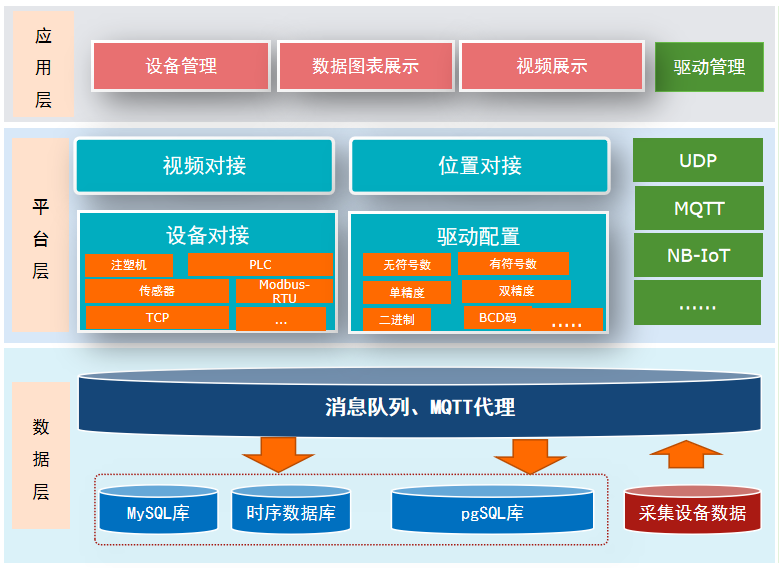 应用层
设备管理
数据图表展示
视频展示
驱动管理
平台层
视频对接
位置对接
设备对接
注塑机
PLC
传感器
Modbus-
RTU
TCP
...
驱动配置
无符号数
有符号数
单精度
双精度
二进制
BCD码
.....
UDP
MQTT
NB-IoT
......
数据层
消息队列、MQTT代理
MySQL库
时序数据库
pgSQL库
采集设备数据